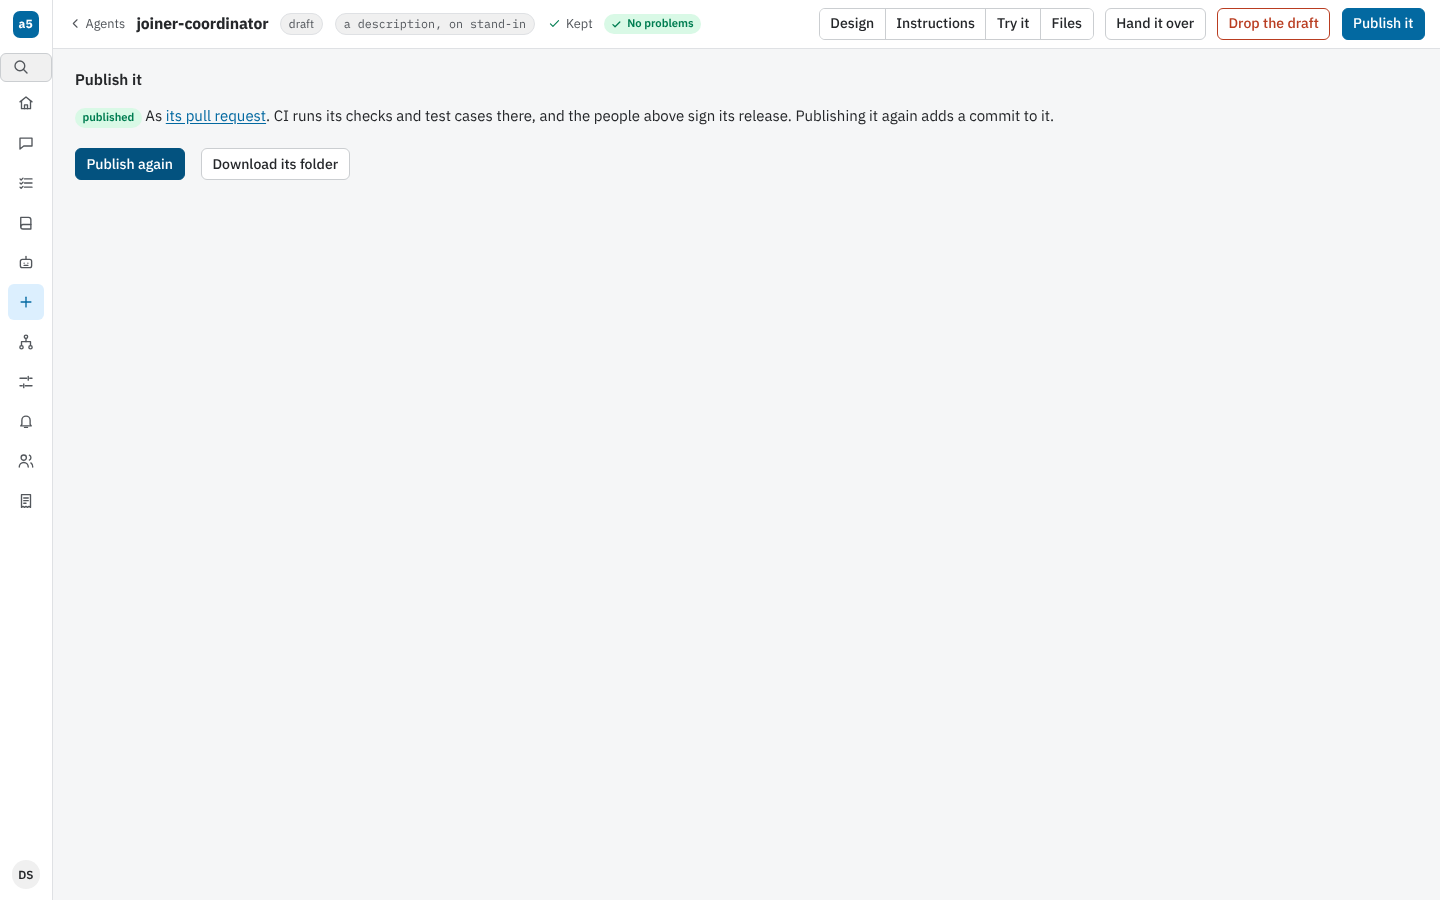 a5
Agents
joiner-coordinator
draft
a description, on stand-in
Kept
No problems
Design
Instructions
Try it
Files
Hand it over
Drop the draft
Publish it
Publish it
published As its pull request. CI runs its checks and test cases there, and the people above sign its release. Publishing it again adds a commit to it.
Publish again
Download its folder
DS